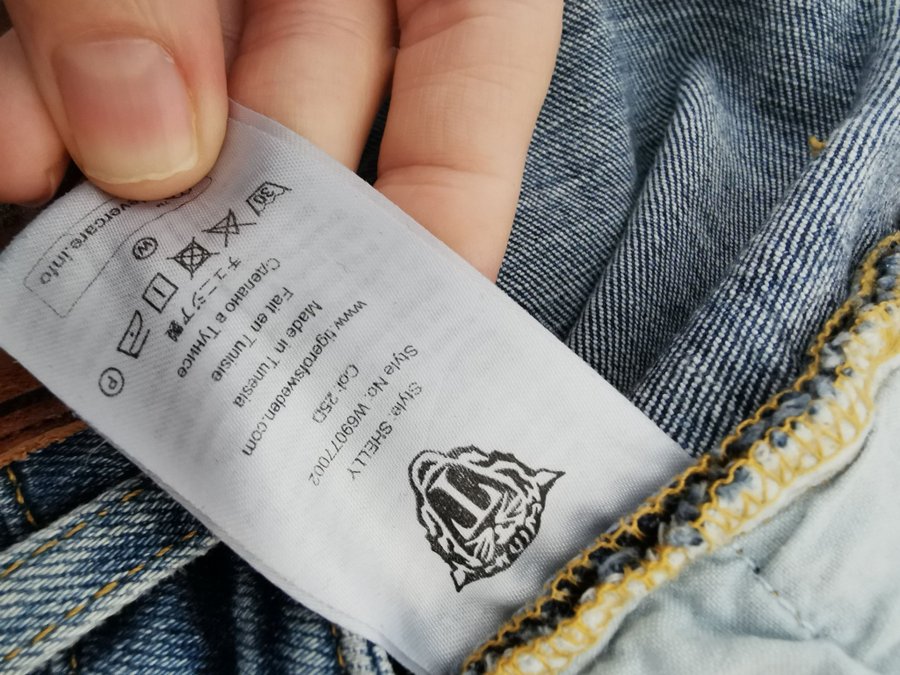 Style: SHELLY
Style No: W69077002
Col:25D
www.tigerofsweden.com
Made in Tunesia
Fait en Tunisie
Сделано в Тунисе
チュニジア製
30
W
P
vercare.info